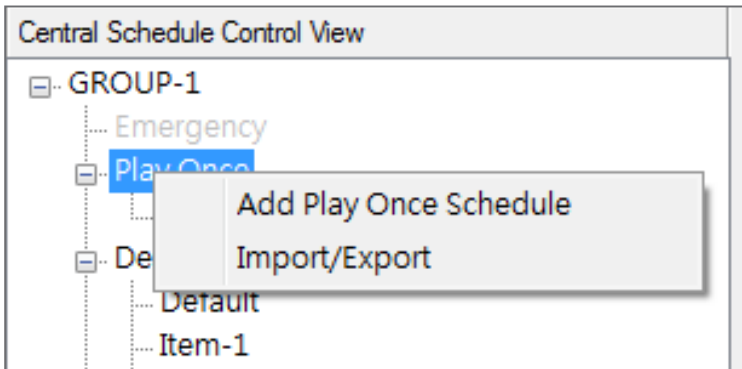 Central Schedule Control View
GROUP-1
Emergency
Play Once
Add Play Once Schedule
Import/Export
Default
Item-1